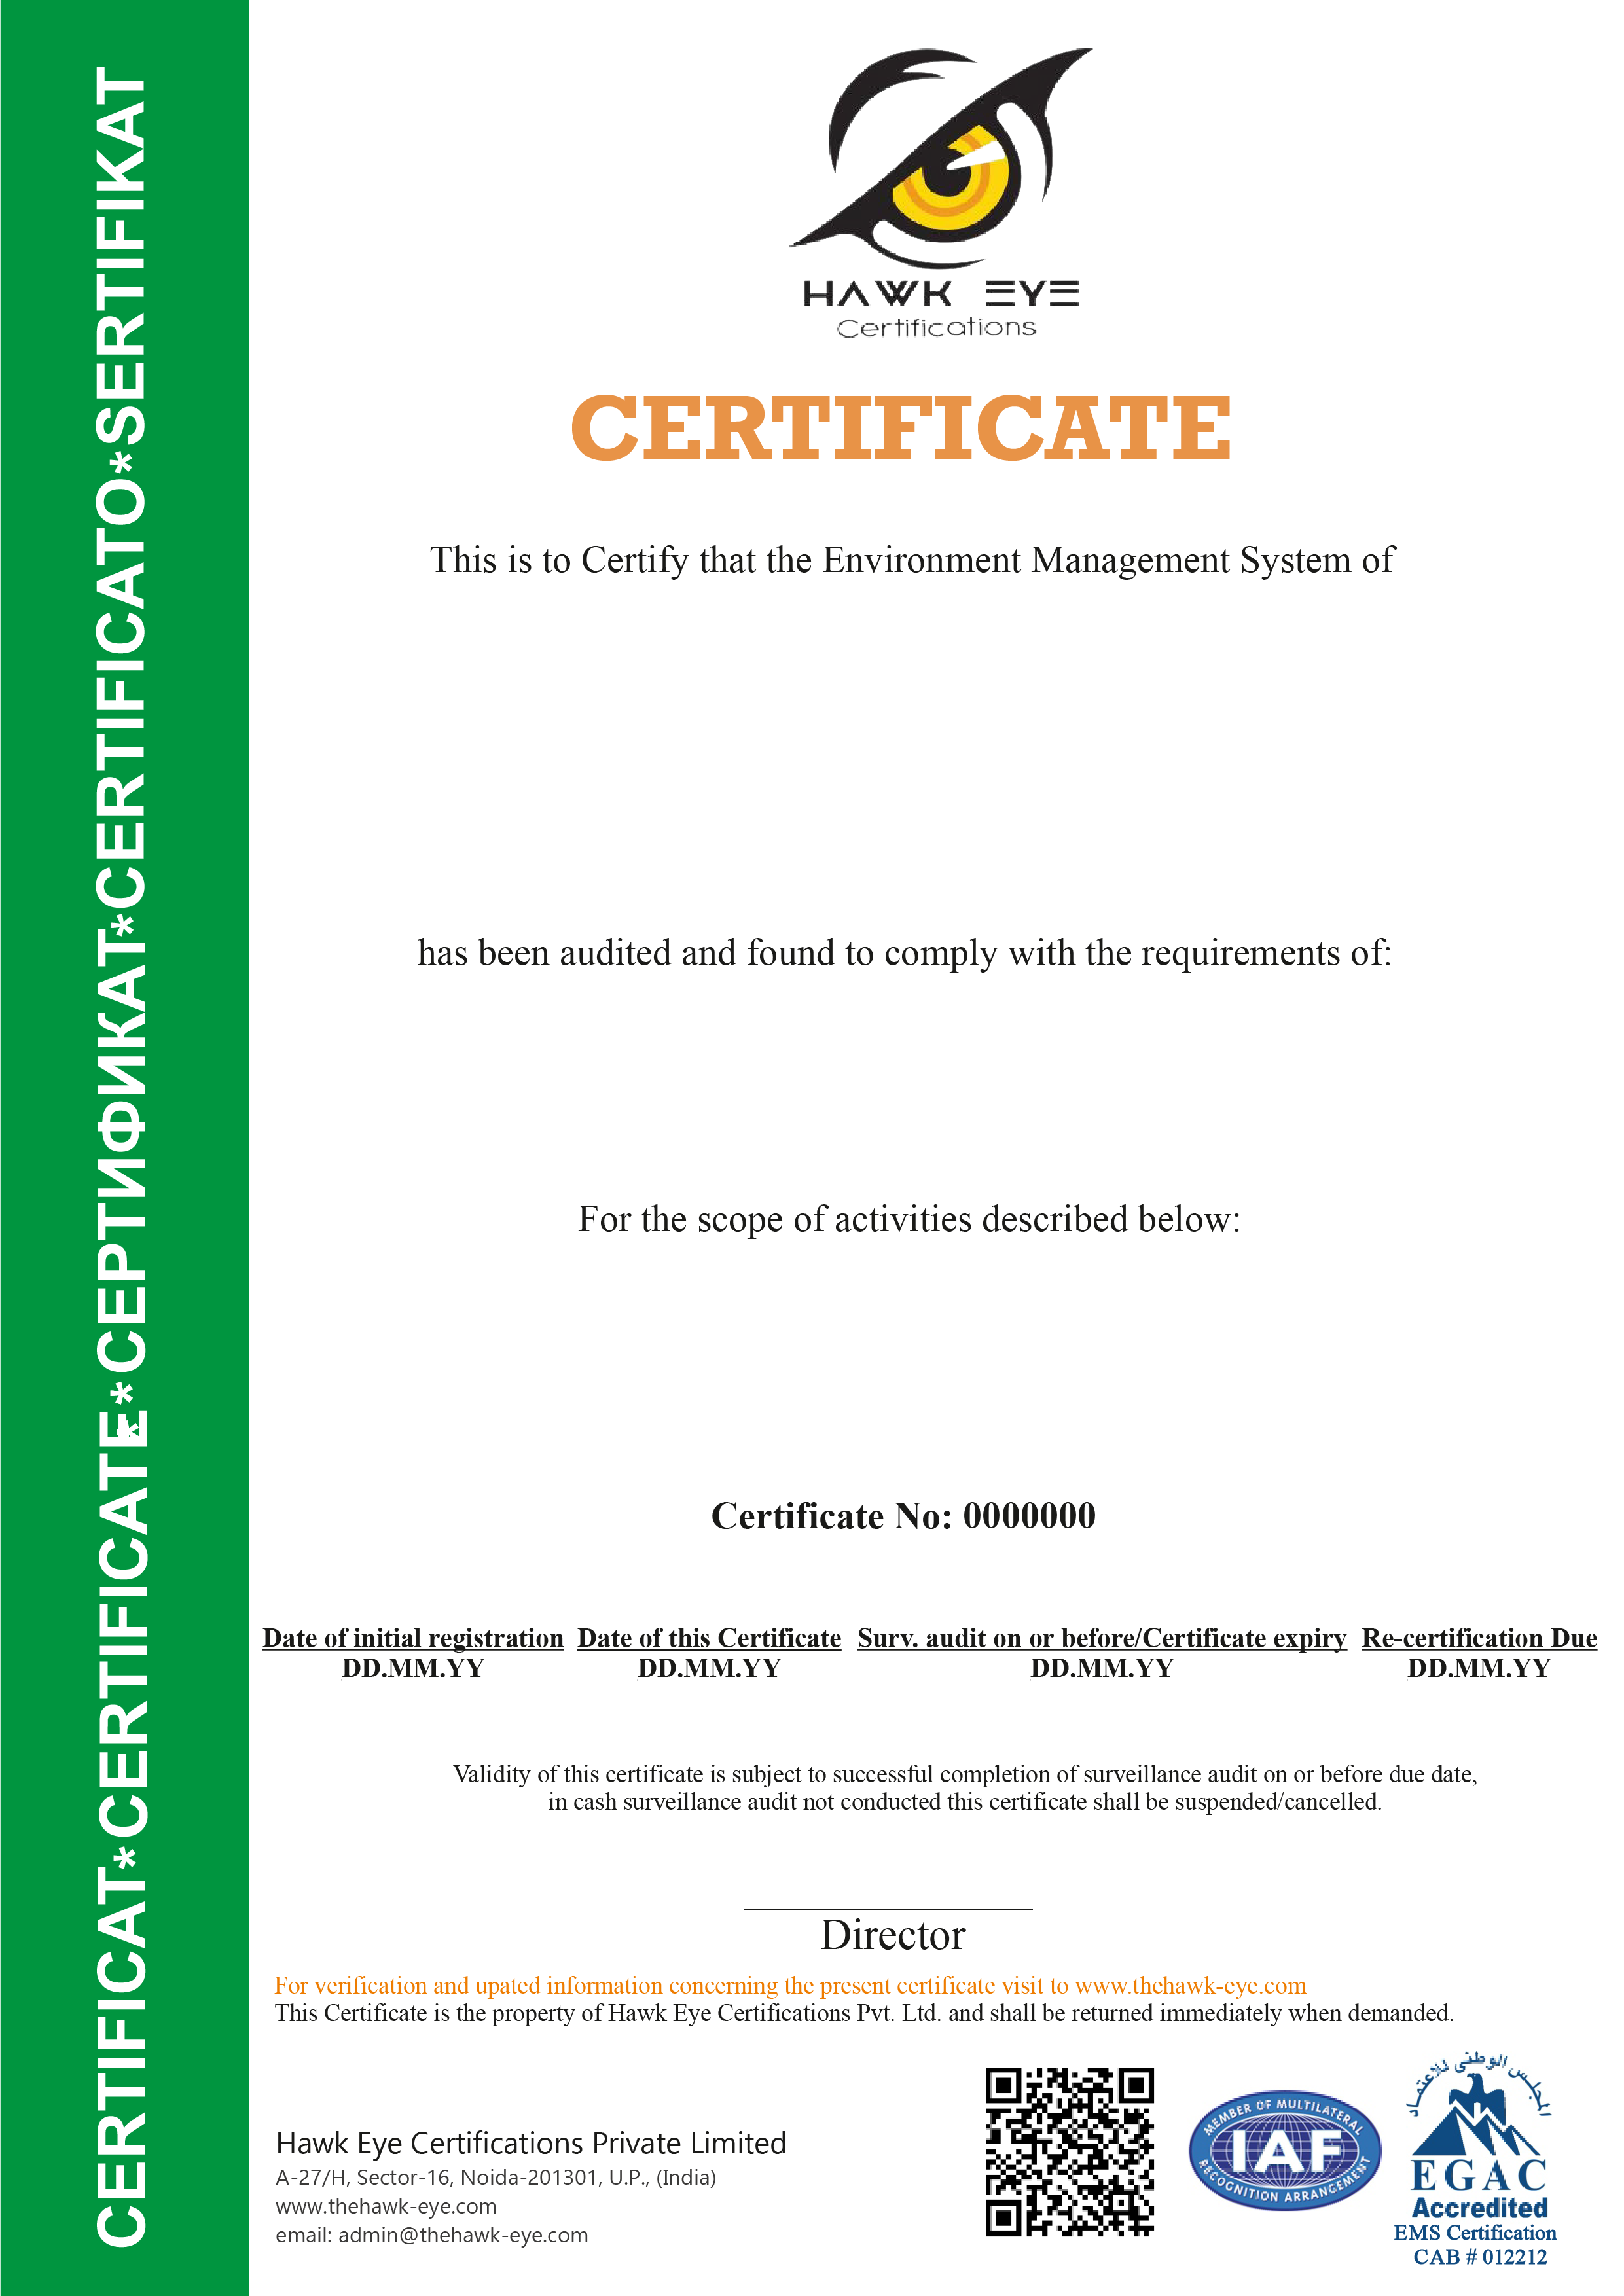 CERTIFICAT*CERTIFICATE*СЕРТИФИКАТ*CERTIFICATO*SERTIFIKAT
HAWK EYE
Certifications
CERTIFICATE
This is to Certify that the Environment Management System of
has been audited and found to comply with the requirements of:
For the scope of activities described below:
Certificate No: 0000000
Date of initial registration Date of this Certificate Surv. audit on or before/Certificate expiry Re-certification Due
DD.MM.YY DD.MM.YY DD.MM.YY DD.MM.YY
Validity of this certificate is subject to successful completion of surveillance audit on or before due date,
in cash surveillance audit not conducted this certificate shall be suspended/cancelled.
Director
For verification and upated information concerning the present certificate visit to www.thehawk-eye.com
This Certificate is the property of Hawk Eye Certifications Pvt. Ltd. and shall be returned immediately when demanded.
Hawk Eye Certifications Private Limited
A-27/H, Sector-16, Noida-201301, U.P., (India)
www.thehawk-eye.com
email: admin@thehawk-eye.com
MEMBER OF MULTILATERAL
IAF
RECOGNITION ARRANGEMENT
المجلس الوطني للاعتماد
EGAC
Accredited
EMS Certification
CAB # 012212